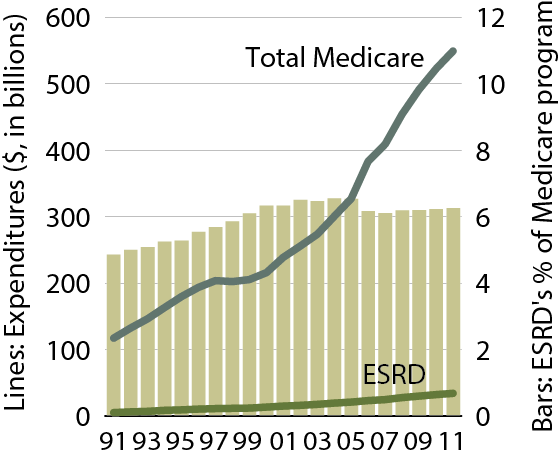 Lines: Expenditures ($, in billions)
600
500
400
300
200
100
0
Total Medicare
ESRD
12
10
8
6
4
2
0
Bars: ESRD's % of Medicare program
91 93 95 97 99 01 03 05 07 09 11